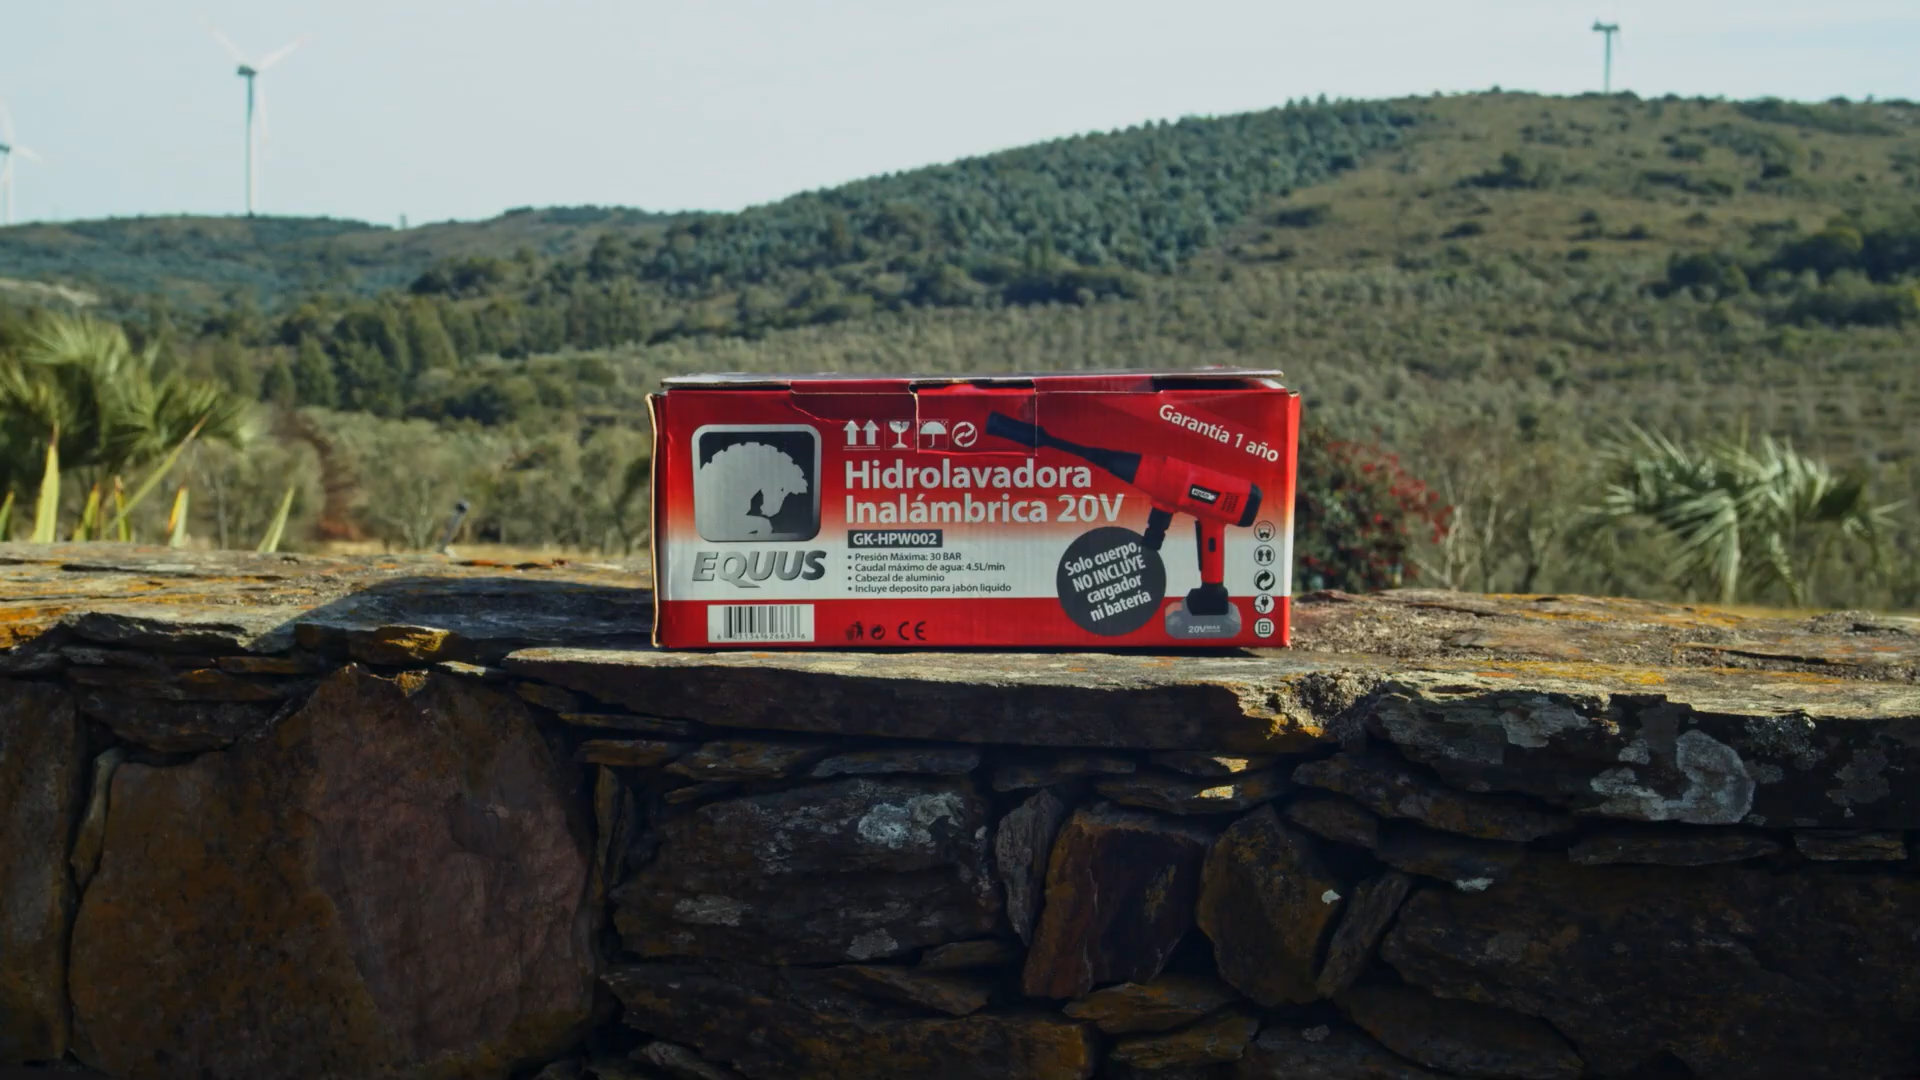 Garantía 1 año
Hidrolavadora
Inalámbrica 20V
GK-HPW002
EQUUS
• Presión Máxima: 30 BAR
• Caudal máximo de agua: 4.5L/min
• Cabezal de aluminio
• Incluye deposito para jabón liquido
Solo cuerpo,
NO INCLUYE
cargador
ni batería
20V
CE